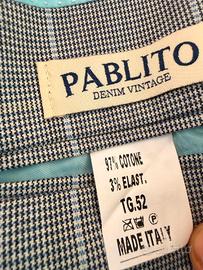 PABLITO
DENIM VINTAGE
97% COTONE
3% ELAST.
TG.52
MADE ITALY